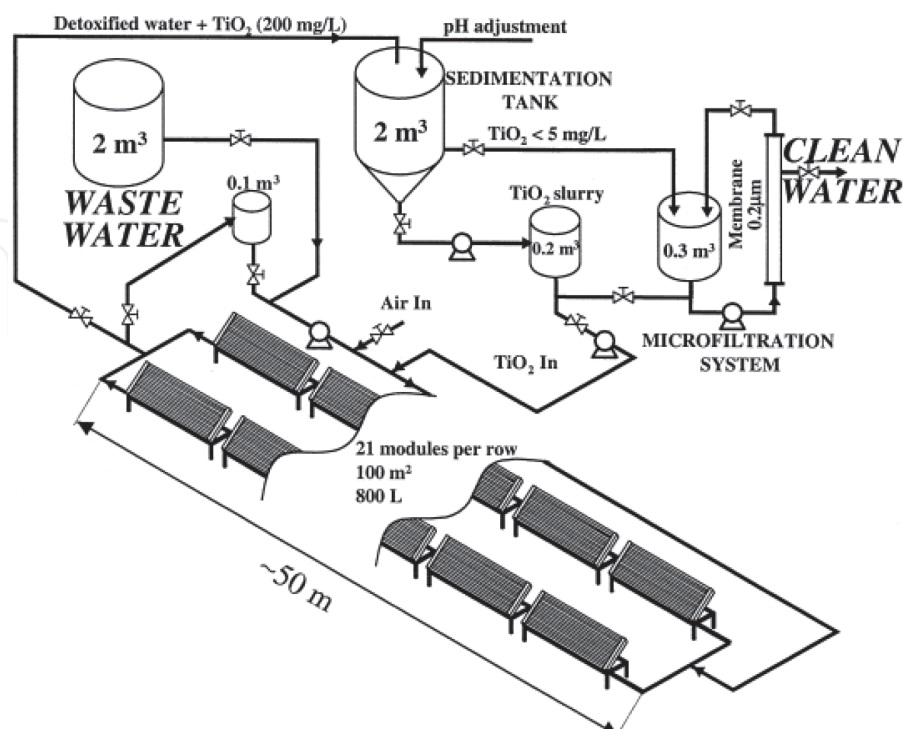 Detoxified water + TiO₂ (200 mg/L)
pH adjustment
SEDIMENTATION
TANK
2 m³
2 m³
TiO₂ < 5 mg/L
CLEAN
WATER
0.1 m³
WASTE
WATER
TiO₂ slurry
Membrane
0.2µm
0.2 m³
0.3 m³
Air In
MICROFILTRATION
SYSTEM
TiO₂ In
21 modules per row
100 m²
800 L
~50 m